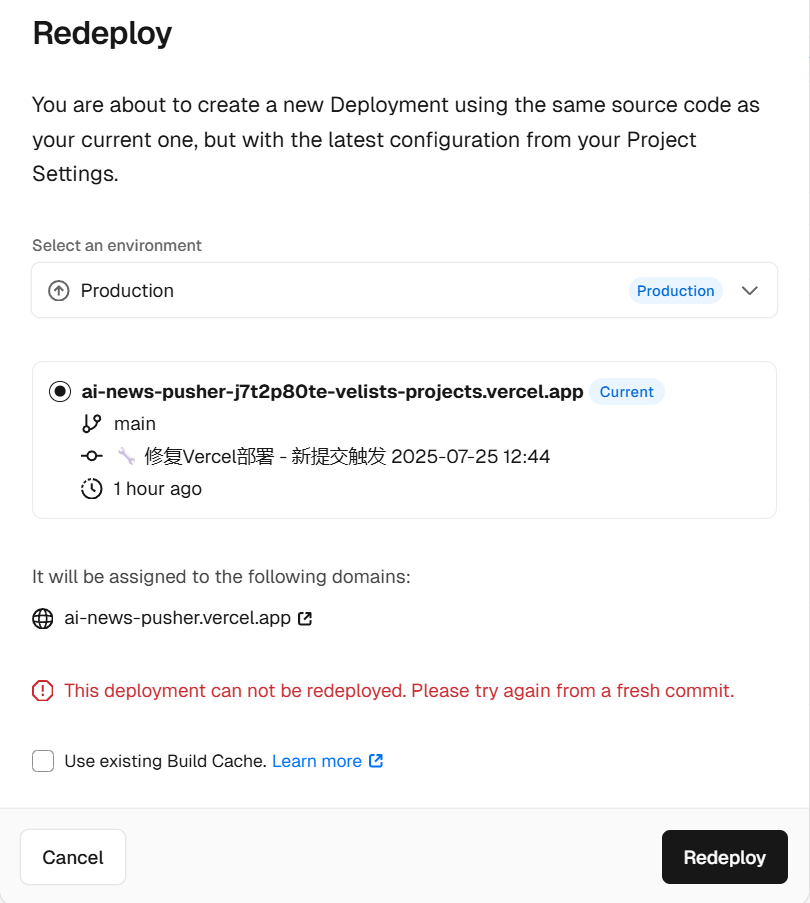 Redeploy
You are about to create a new Deployment using the same source code as
your current one, but with the latest configuration from your Project
Settings.
Select an environment
Production Production
ai-news-pusher-j7t2p80te-velists-projects.vercel.app Current
main
🔧 修复Vercel部署 - 新提交触发 2025-07-25 12:44
1 hour ago
It will be assigned to the following domains:
ai-news-pusher.vercel.app
This deployment can not be redeployed. Please try again from a fresh commit.
Use existing Build Cache. Learn more
Cancel Redeploy